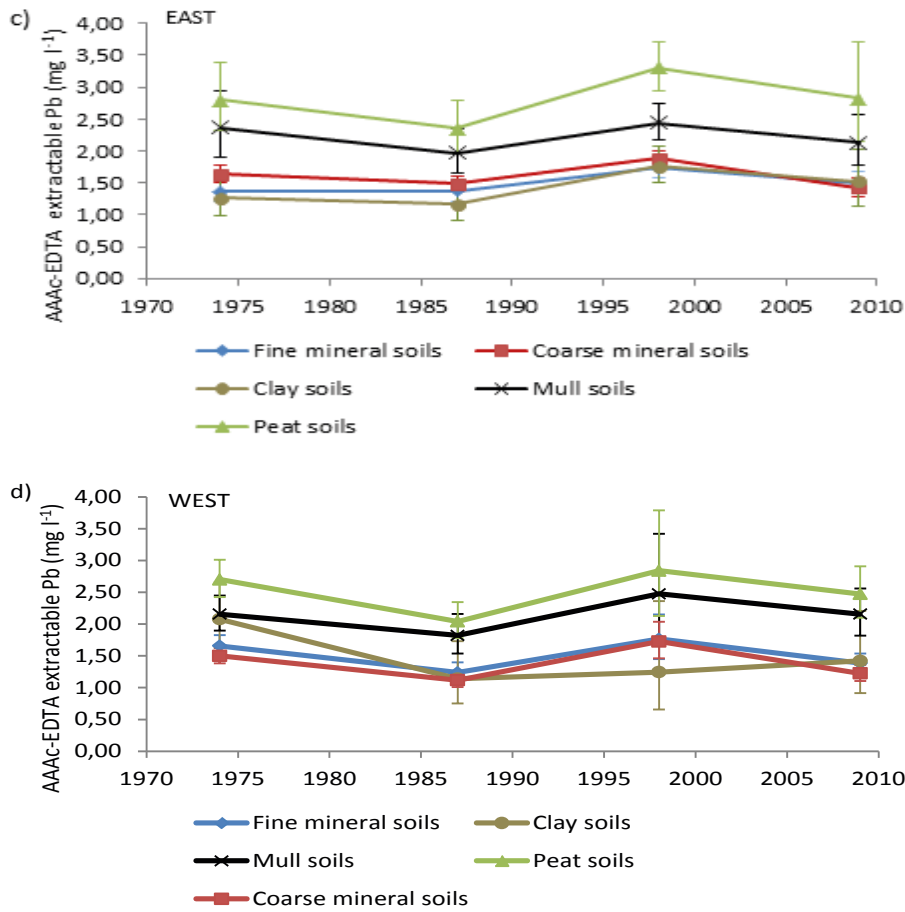 c) EAST
AAAc-EDTA extractable Pb (mg l-1)
4,00
3,50
3,00
2,50
2,00
1,50
1,00
0,50
0,00
1970 1975 1980 1985 1990 1995 2000 2005 2010
Fine mineral soils Coarse mineral soils
Clay soils Mull soils
Peat soils
d) WEST
AAAc-EDTA extractable Pb (mg l-1)
4,00
3,50
3,00
2,50
2,00
1,50
1,00
0,50
0,00
1970 1975 1980 1985 1990 1995 2000 2005 2010
Fine mineral soils Clay soils
Mull soils Peat soils
Coarse mineral soils